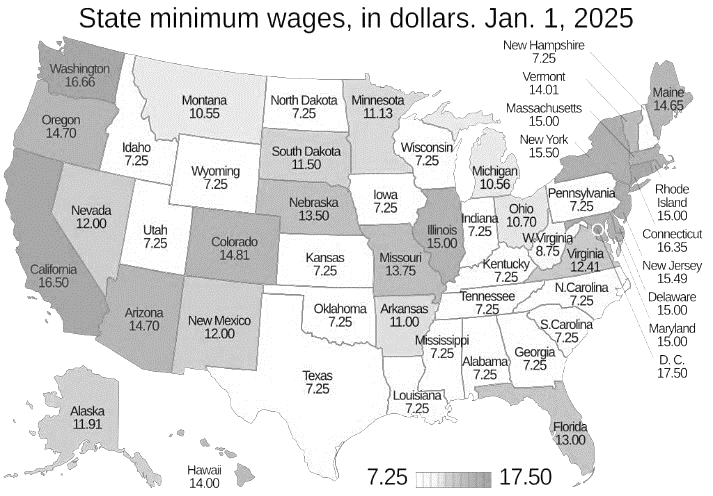 State minimum wages, in dollars. Jan. 1, 2025
New Hampshire
7.25
Vermont
14.01
Massachusetts
15.00
New York
15.50
Maine
14.65
Washington
16.66
Oregon
14.70
Idaho
7.25
Montana
10.55
North Dakota
7.25
Minnesota
11.13
Wisconsin
7.25
Michigan
10.56
Wyoming
7.25
South Dakota
11.50
Nebraska
13.50
Iowa
7.25
Illinois
15.00
Indiana
7.25
Ohio
10.70
Pennsylvania
7.25
Rhode
Island
15.00
Connecticut
16.35
New Jersey
15.49
Delaware
15.00
Maryland
15.00
D. C.
17.50
Nevada
12.00
Utah
7.25
Colorado
14.81
California
16.50
Kansas
7.25
Missouri
13.75
Kentucky
7.25
W.Virginia
8.75
Virginia
12.41
N.Carolina
7.25
Tennessee
7.25
S.Carolina
7.25
Arizona
14.70
New Mexico
12.00
Oklahoma
7.25
Arkansas
11.00
Mississippi
7.25
Alabama
7.25
Georgia
7.25
Texas
7.25
Louisiana
7.25
Florida
13.00
Alaska
11.91
Hawaii
14.00
7.25 17.50